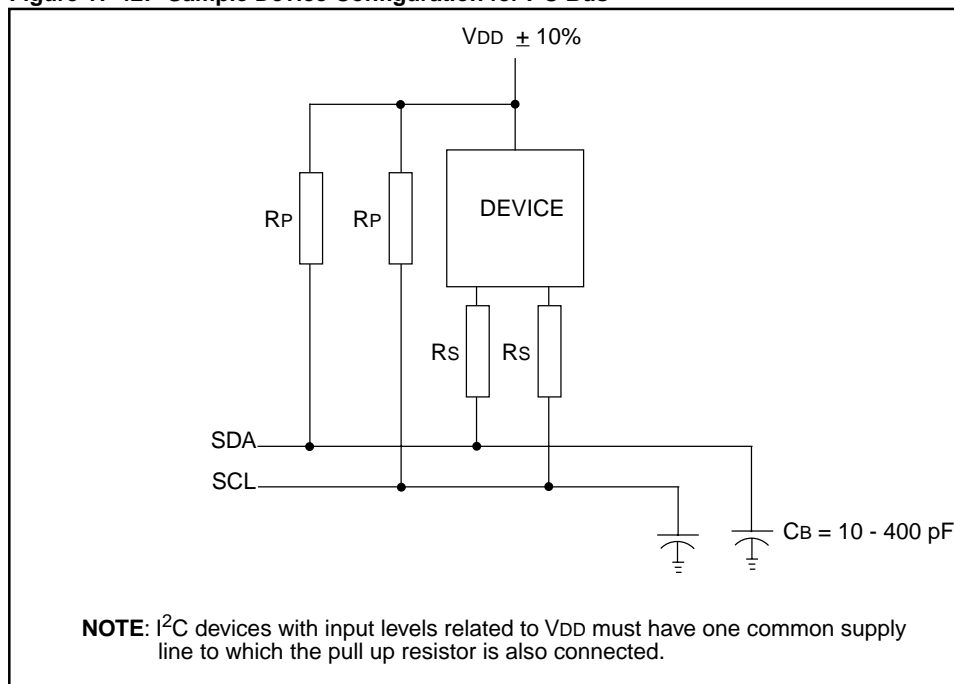 VDD ± 10%
RP
RP
DEVICE
RS
RS
SDA
SCL
CB = 10 - 400 pF
NOTE: I²C devices with input levels related to VDD must have one common supply
line to which the pull up resistor is also connected.